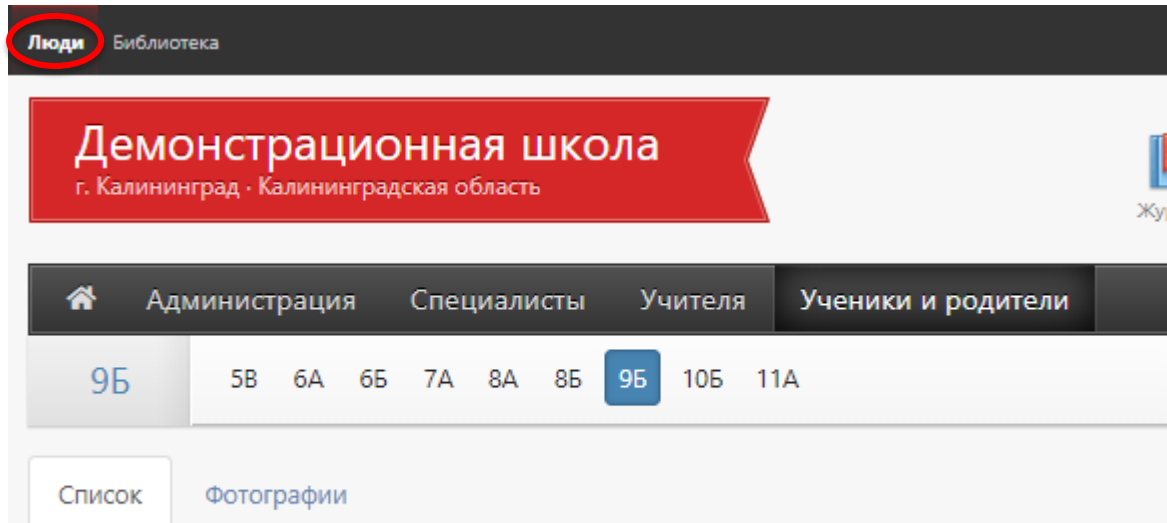 Люди Библиотека
Демонстрационная школа
г. Калининград · Калининградская область
Администрация Специалисты Учителя Ученики и родители
9Б 5В 6А 6Б 7А 8А 8Б 9Б 10Б 11А
Список Фотографии